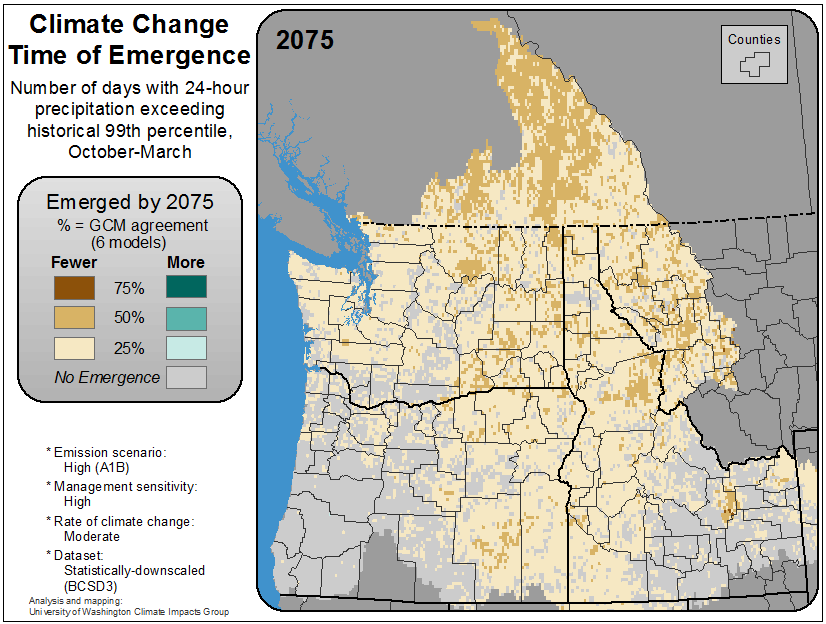 Climate Change
Time of Emergence
Number of days with 24-hour
precipitation exceeding
historical 99th percentile,
October-March
Emerged by 2075
% = GCM agreement
(6 models)
Fewer More
75%
50%
25%
No Emergence
* Emission scenario:
High (A1B)
* Management sensitivity:
High
* Rate of climate change:
Moderate
* Dataset:
Statistically-downscaled
(BCSD3)
Analysis and mapping:
University of Washington Climate Impacts Group
2075
Counties